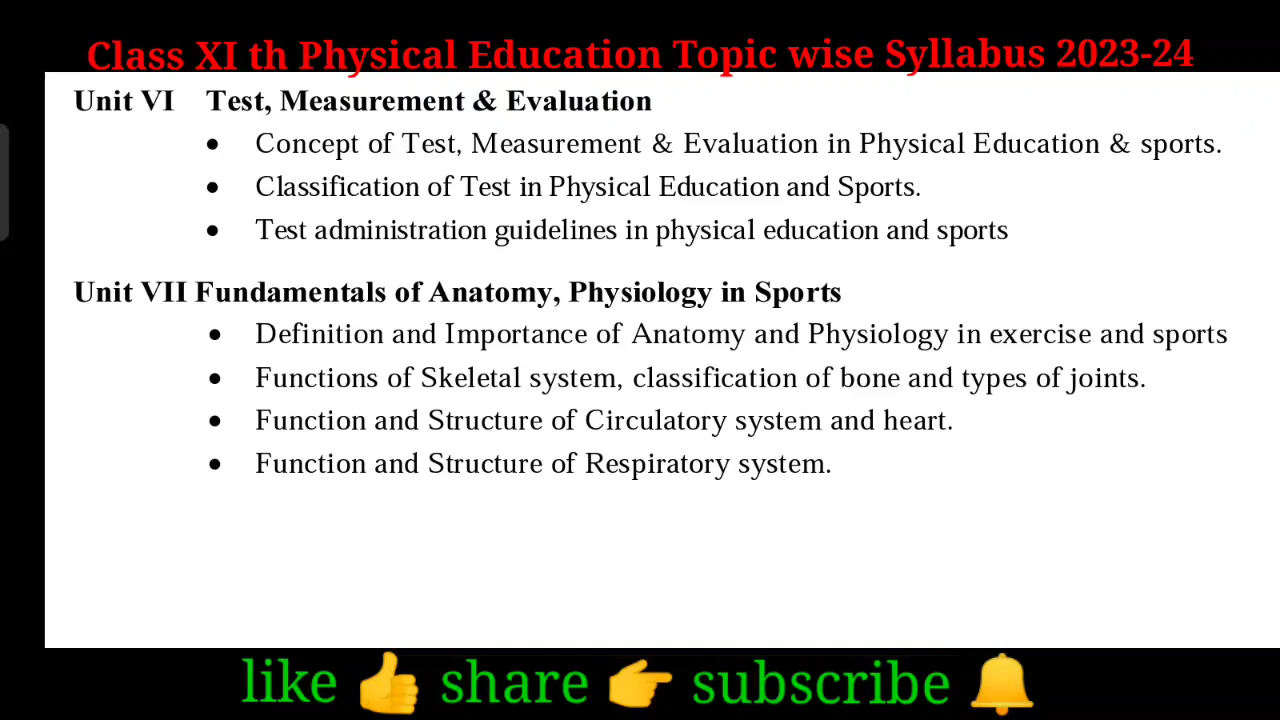 Class XI th Physical Education Topic wise Syllabus 2023-24
Unit VI Test, Measurement & Evaluation
• Concept of Test, Measurement & Evaluation in Physical Education & sports.
• Classification of Test in Physical Education and Sports.
• Test administration guidelines in physical education and sports
Unit VII Fundamentals of Anatomy, Physiology in Sports
• Definition and Importance of Anatomy and Physiology in exercise and sports
• Functions of Skeletal system, classification of bone and types of joints.
• Function and Structure of Circulatory system and heart.
• Function and Structure of Respiratory system.
like 👍 share 👉 subscribe 🔔